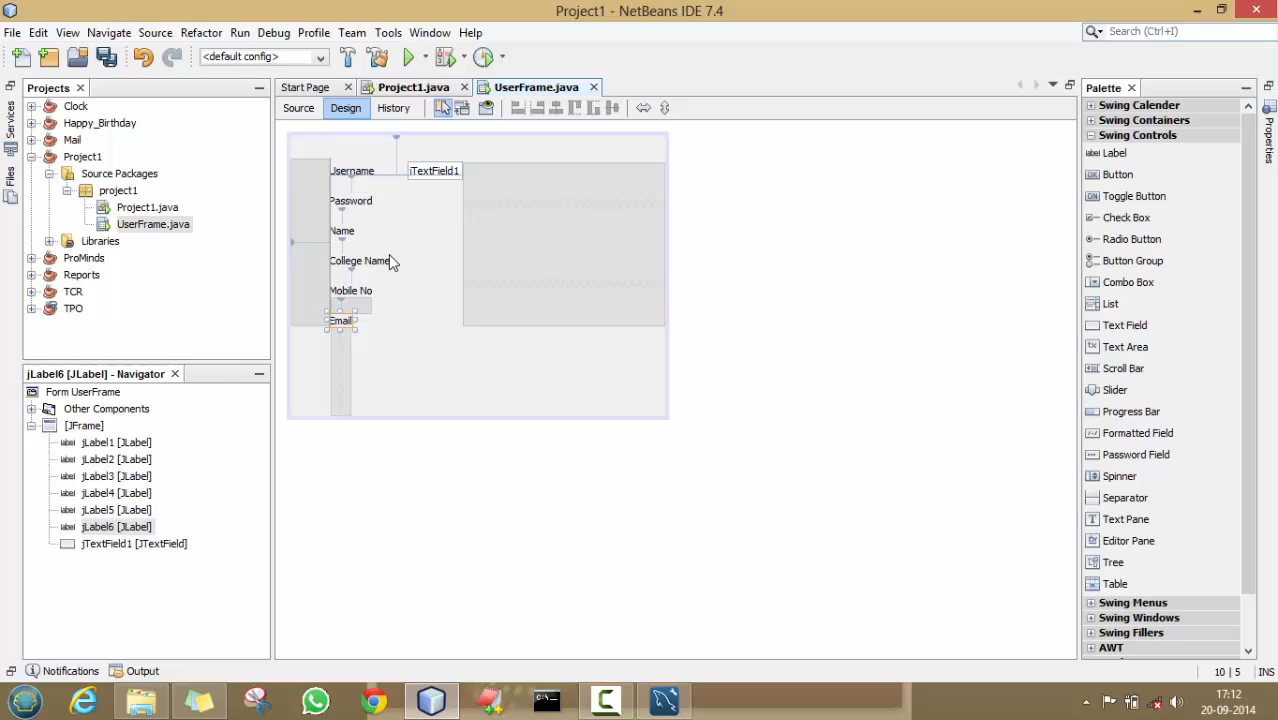 Project1 - NetBeans IDE 7.4
File Edit View Navigate Source Refactor Run Debug Profile Team Tools Window Help
Search (Ctrl+I)
<default config>
Projects
Start Page
Project1.java
UserFrame.java
Palette
Source Design History
Services
Files
Properties
Clock
Happy_Birthday
Mail
Project1
Source Packages
project1
Project1.java
UserFrame.java
Libraries
ProMinds
Reports
TCR
TPO
jLabel6 [JLabel] - Navigator
Form UserFrame
Other Components
[JFrame]
jLabel1 [JLabel]
jLabel2 [JLabel]
jLabel3 [JLabel]
jLabel4 [JLabel]
jLabel5 [JLabel]
jLabel6 [JLabel]
jTextField1 [JTextField]
Username jTextField1
Password
Name
College Name
Mobile No
Email
Swing Calender
Swing Containers
Swing Controls
Label
Button
Toggle Button
Check Box
Radio Button
Button Group
Combo Box
List
Text Field
Text Area
Scroll Bar
Slider
Progress Bar
Formatted Field
Password Field
Spinner
Separator
Text Pane
Editor Pane
Tree
Table
Swing Menus
Swing Windows
Swing Fillers
AWT
Notifications Output
10 | 5 INS
17:12
20-09-2014